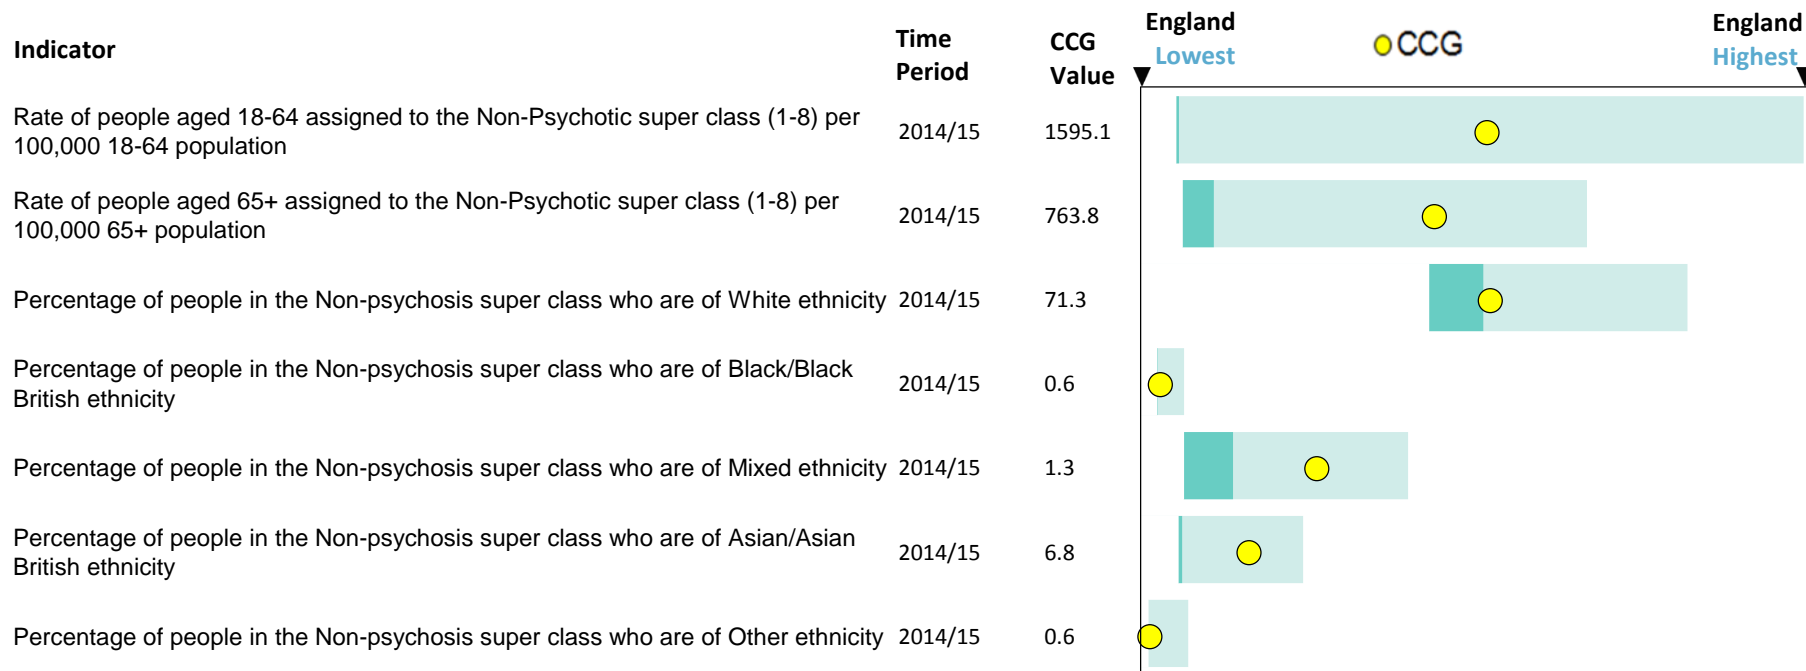 Indicator
Time
Period
CCG
Value
England
Lowest
CCG
England
Highest
Rate of people aged 18-64 assigned to the Non-Psychotic super class (1-8) per
100,000 18-64 population
2014/15
1595.1
Rate of people aged 65+ assigned to the Non-Psychotic super class (1-8) per
100,000 65+ population
2014/15
763.8
Percentage of people in the Non-psychosis super class who are of White ethnicity
2014/15
71.3
Percentage of people in the Non-psychosis super class who are of Black/Black
British ethnicity
2014/15
0.6
Percentage of people in the Non-psychosis super class who are of Mixed ethnicity
2014/15
1.3
Percentage of people in the Non-psychosis super class who are of Asian/Asian
British ethnicity
2014/15
6.8
Percentage of people in the Non-psychosis super class who are of Other ethnicity
2014/15
0.6